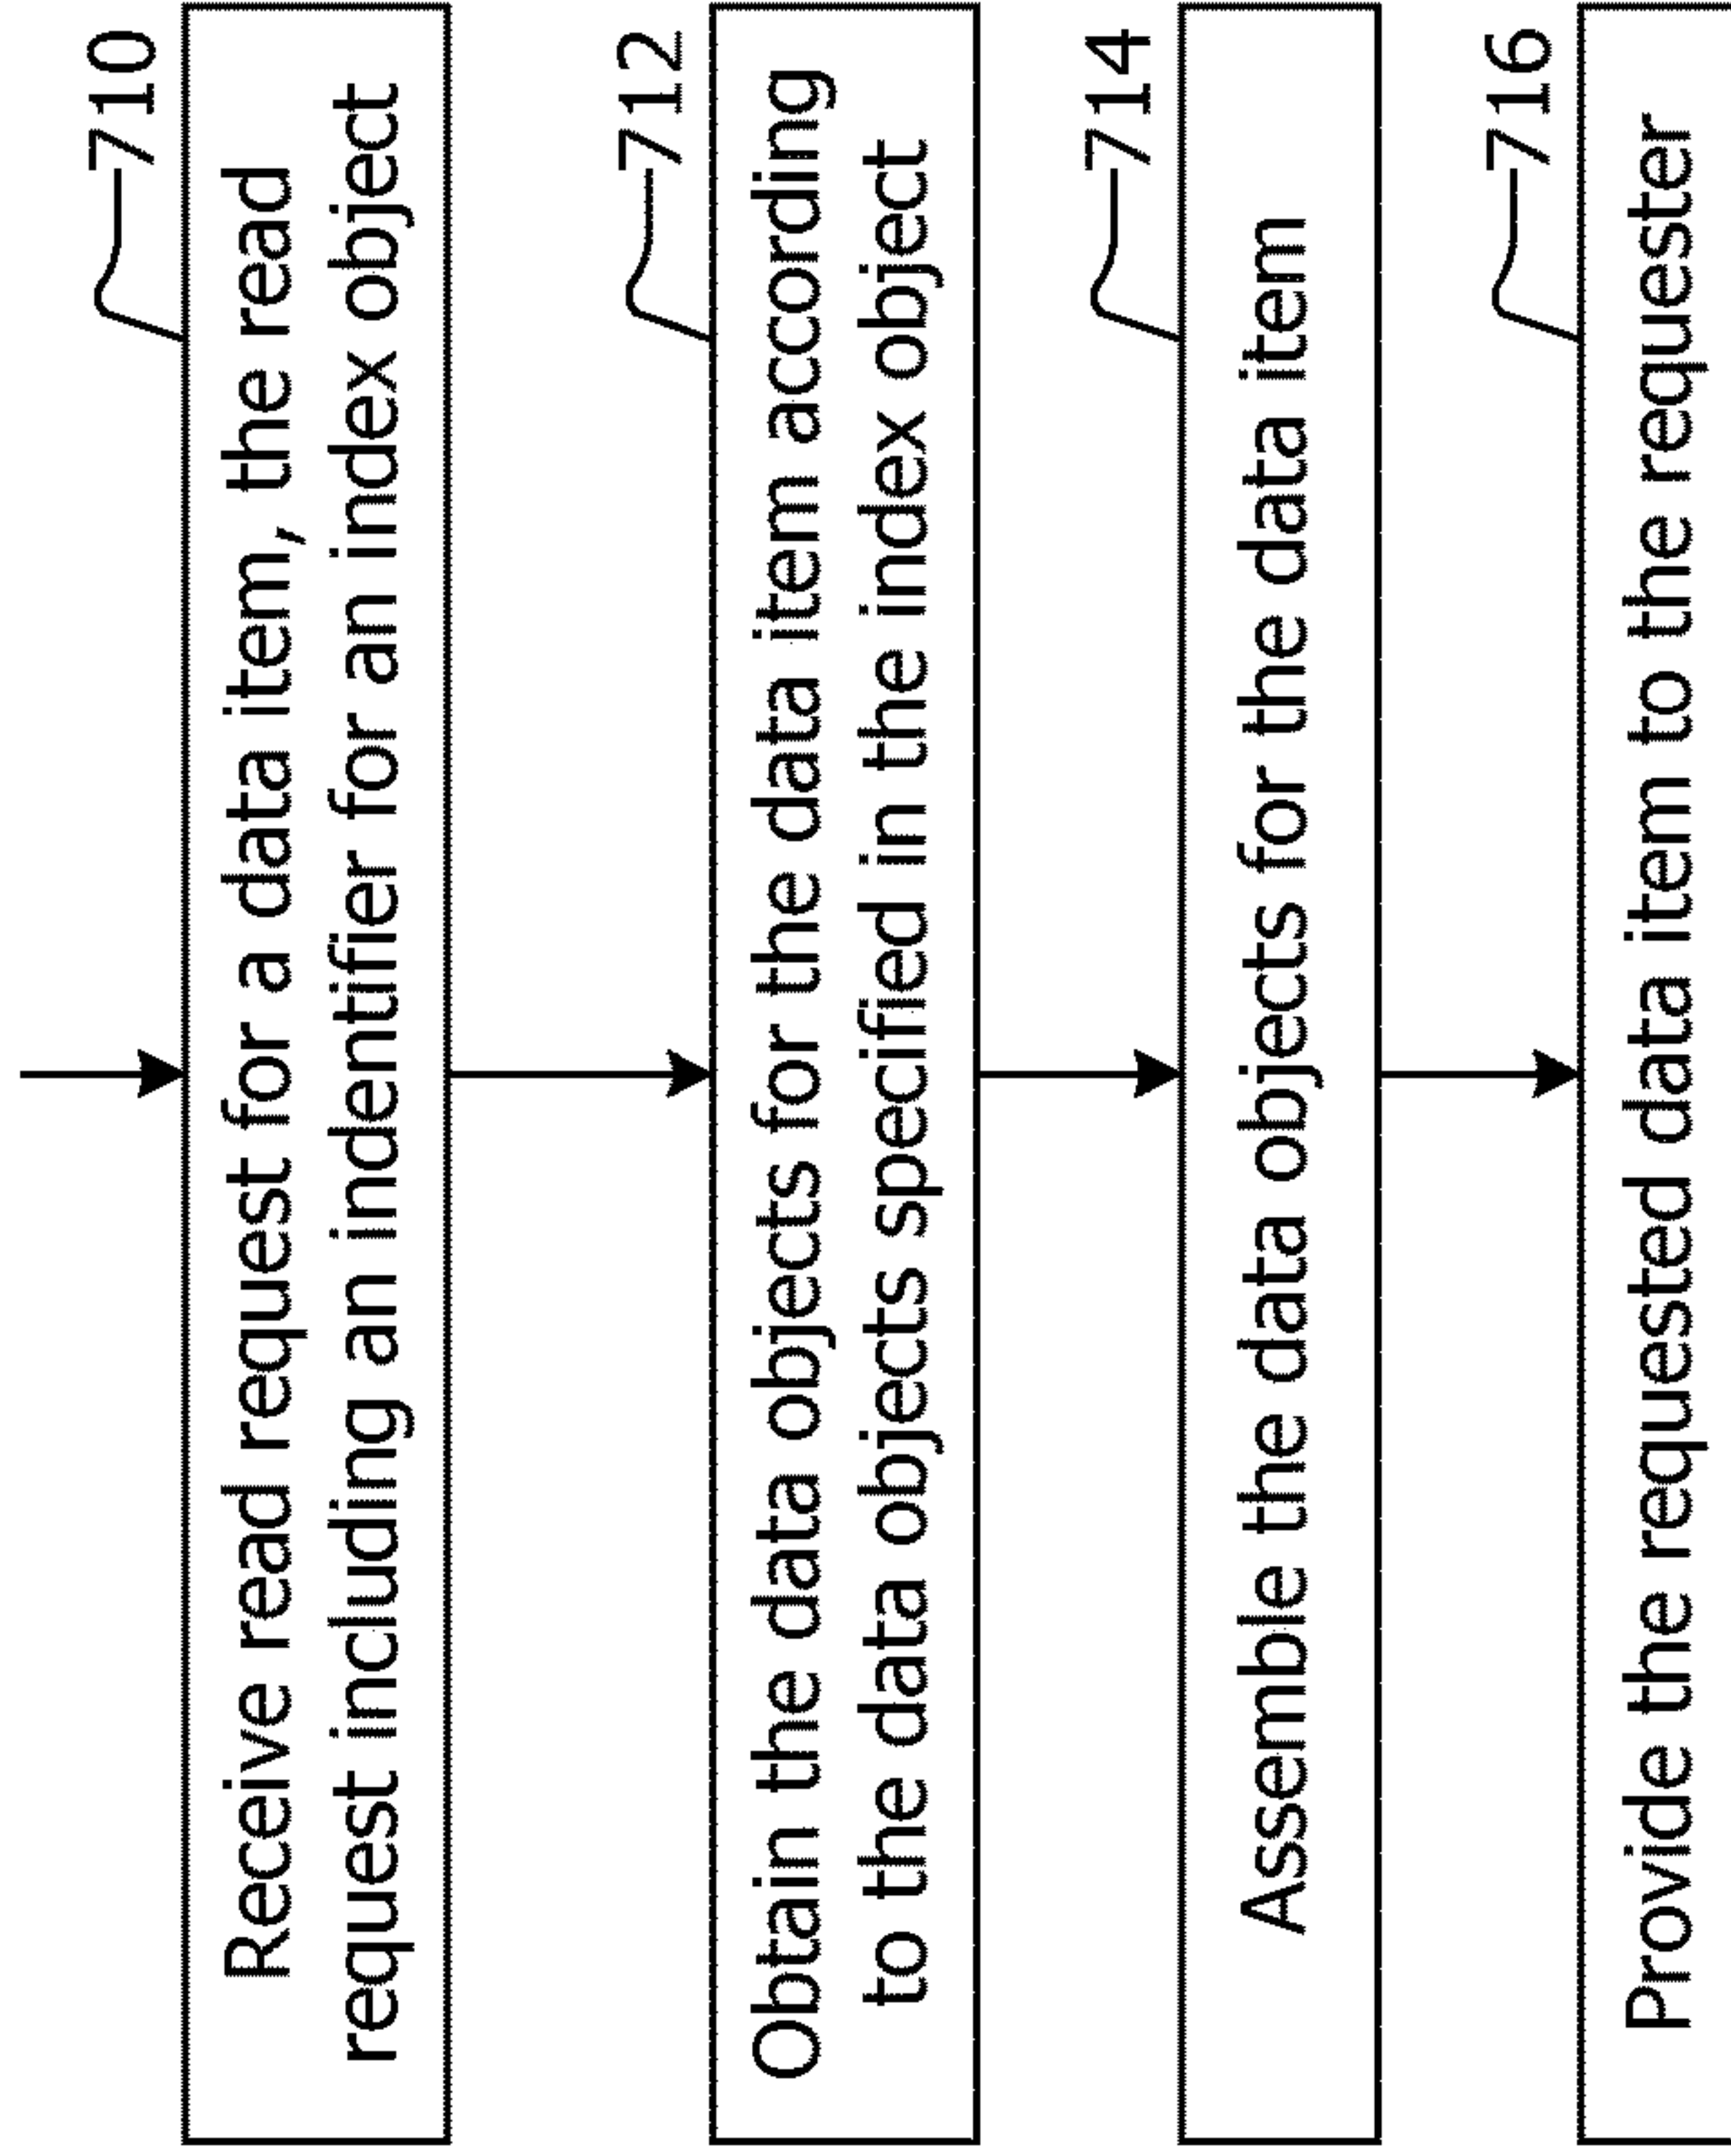 710
Receive read request for a data item, the read
request including an indentifier for an index object
712
Obtain the data objects for the data item according
to the data objects specified in the index object
714
Assemble the data objects for the data item
716
Provide the requested data item to the requester